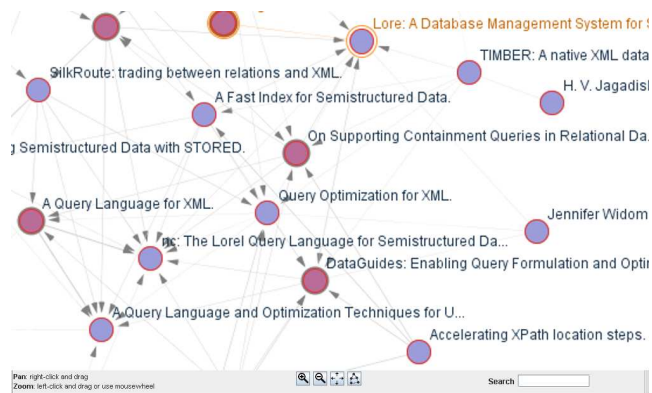 Lore: A Database Management System for S
TIMBER: A native XML data
SilkRoute: trading between relations and XML.
H. V. Jagadis
A Fast Index for Semistructured Data.
On Supporting Containment Queries in Relational Da...
g Semistructured Data with STORED.
A Query Language for XML.
Query Optimization for XML.
Jennifer Widom
nc: The Lorel Query Language for Semistructured Da...
DataGuides: Enabling Query Formulation and Opti
A Query Language and Optimization Techniques for U...
Accelerating XPath location steps.
Pan: right-click and drag
Zoom: left-click and drag or use mousewheel
Search